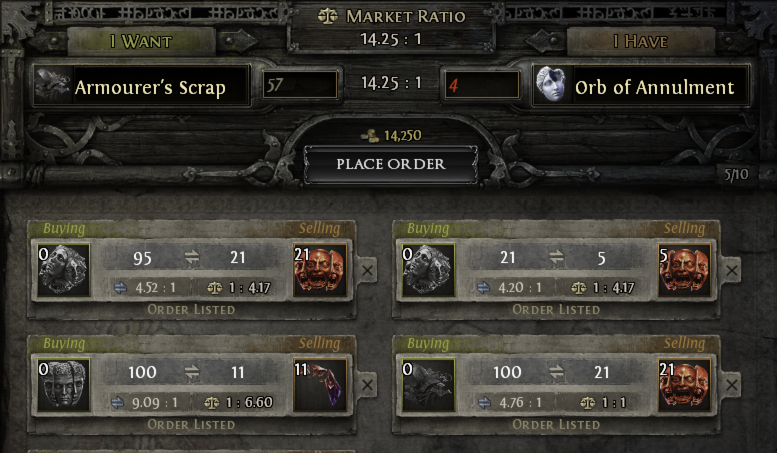 MARKET RATIO
I WANT
14.25 : 1
I HAVE
Armourer's Scrap
57
14.25 : 1
4
Orb of Annulment
14,250
PLACE ORDER
5/10
Buying
Selling
0
95
21
21
4.52 : 1
1 : 4.17
ORDER LISTED
Buying
Selling
0
21
5
5
4.20 : 1
1 : 4.17
ORDER LISTED
Buying
Selling
0
100
11
11
9.09 : 1
1 : 6.60
ORDER LISTED
Buying
Selling
0
100
21
21
4.76 : 1
1 : 1
ORDER LISTED